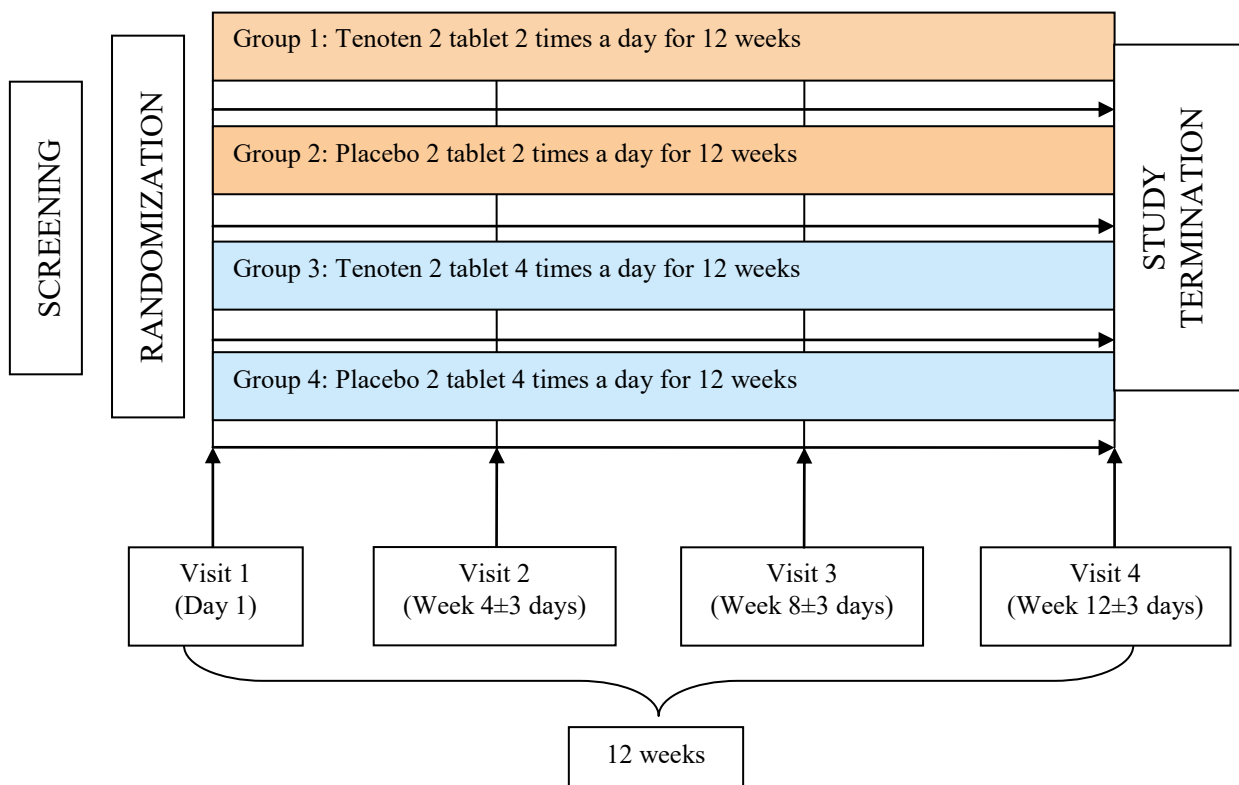 SCREENING
RANDOMIZATION
Group 1: Tenoten 2 tablet 2 times a day for 12 weeks
Group 2: Placebo 2 tablet 2 times a day for 12 weeks
Group 3: Tenoten 2 tablet 4 times a day for 12 weeks
Group 4: Placebo 2 tablet 4 times a day for 12 weeks
STUDY
TERMINATION
Visit 1
(Day 1)
Visit 2
(Week 4±3 days)
Visit 3
(Week 8±3 days)
Visit 4
(Week 12±3 days)
12 weeks